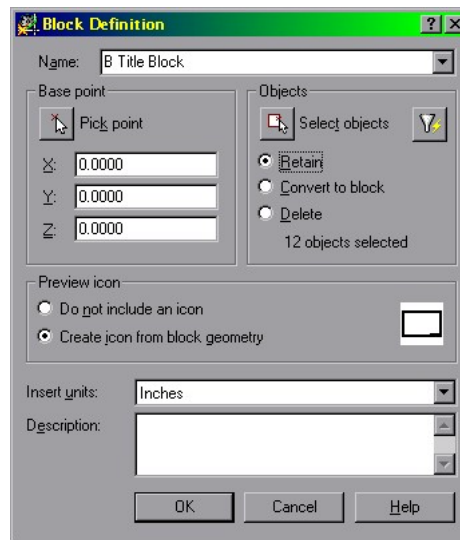 Block Definition
Name: B Title Block
Base point
Pick point
X: 0.0000
Y: 0.0000
Z: 0.0000
Objects
Select objects
Retain
Convert to block
Delete
12 objects selected
Preview icon
Do not include an icon
Create icon from block geometry
Insert units: Inches
Description:
OK Cancel Help